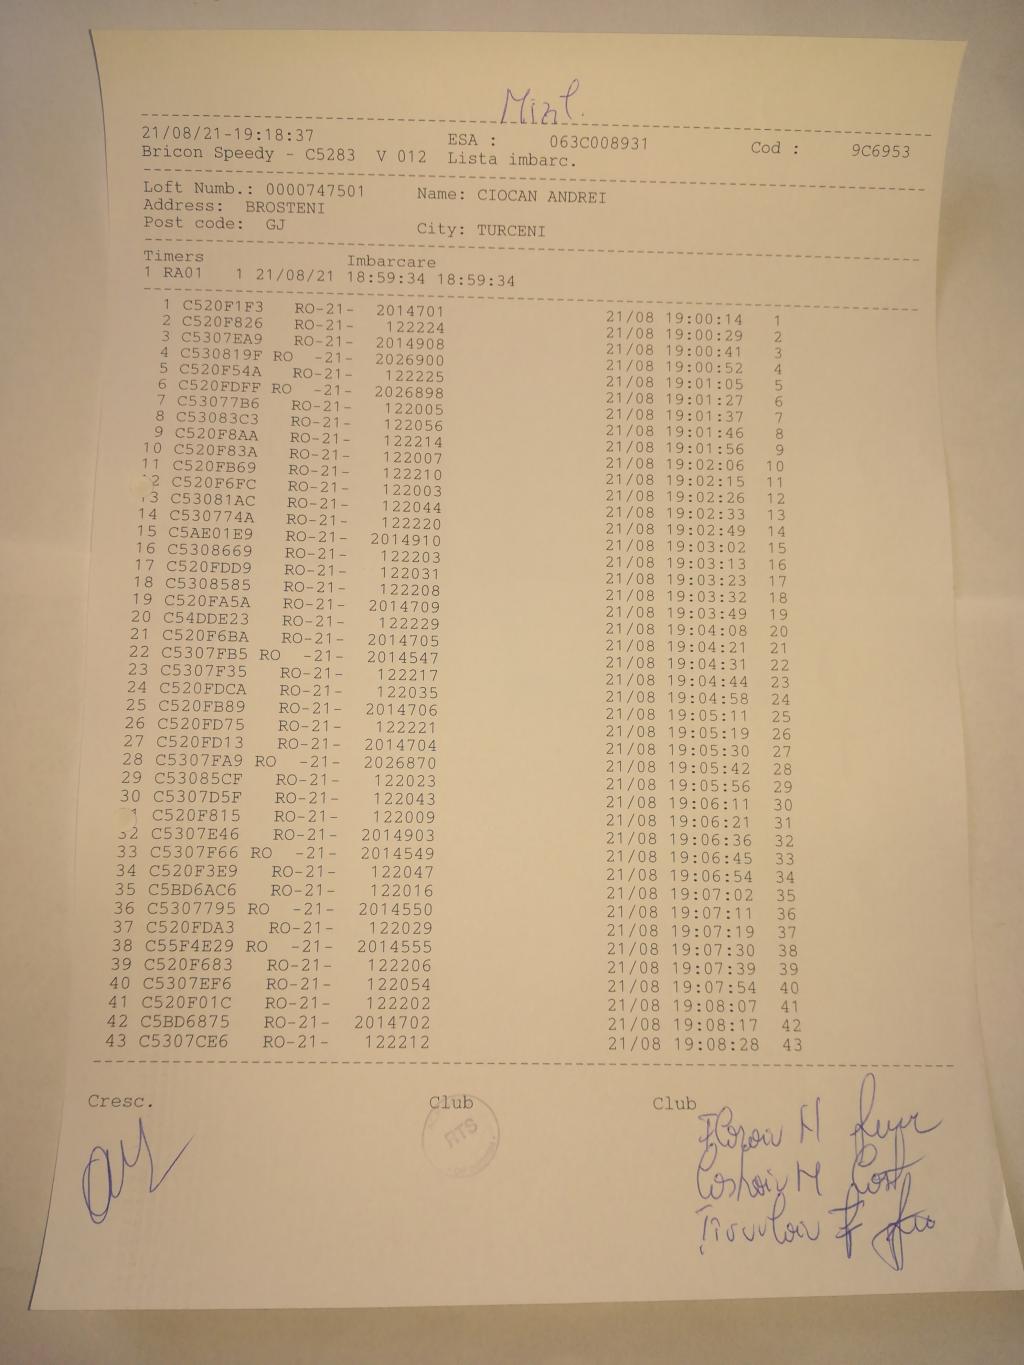 Mizil
21/08/21-19:18:37 ESA : 063C008931 Cod : 9C6953
Bricon Speedy - C5283 V 012 Lista imbarc.
Loft Numb.: 0000747501 Name: CIOCAN ANDREI
Address: BROSTENI
Post code: GJ City: TURCENI
Timers Imbarcare
1 RA01 1 21/08/21 18:59:34 18:59:34
1 C520F1F3 RO-21- 2014701 21/08 19:00:14 1
2 C520F826 RO-21- 122224 21/08 19:00:29 2
3 C5307EA9 RO-21- 2014908 21/08 19:00:41 3
4 C530819F RO -21- 2026900 21/08 19:00:52 4
5 C520F54A RO-21- 122225 21/08 19:01:05 5
6 C520FDFF RO -21- 2026898 21/08 19:01:27 6
7 C53077B6 RO-21- 122005 21/08 19:01:37 7
8 C53083C3 RO-21- 122056 21/08 19:01:46 8
9 C520F8AA RO-21- 122214 21/08 19:01:56 9
10 C520F83A RO-21- 122007 21/08 19:02:06 10
11 C520FB69 RO-21- 122210 21/08 19:02:15 11
12 C520F6FC RO-21- 122003 21/08 19:02:26 12
13 C53081AC RO-21- 122044 21/08 19:02:33 13
14 C530774A RO-21- 122220 21/08 19:02:49 14
15 C5AE01E9 RO-21- 2014910 21/08 19:03:02 15
16 C5308669 RO-21- 122203 21/08 19:03:13 16
17 C520FDD9 RO-21- 122031 21/08 19:03:23 17
18 C5308585 RO-21- 122208 21/08 19:03:32 18
19 C520FA5A RO-21- 2014709 21/08 19:03:49 19
20 C54DDE23 RO-21- 122229 21/08 19:04:08 20
21 C520F6BA RO-21- 2014705 21/08 19:04:21 21
22 C5307FB5 RO -21- 2014547 21/08 19:04:31 22
23 C5307F35 RO-21- 122217 21/08 19:04:44 23
24 C520FDCA RO-21- 122035 21/08 19:04:58 24
25 C520FB89 RO-21- 2014706 21/08 19:05:11 25
26 C520FD75 RO-21- 122221 21/08 19:05:19 26
27 C520FD13 RO-21- 2014704 21/08 19:05:30 27
28 C5307FA9 RO -21- 2026870 21/08 19:05:42 28
29 C53085CF RO-21- 122023 21/08 19:05:56 29
30 C5307D5F RO-21- 122043 21/08 19:06:11 30
31 C520F815 RO-21- 122009 21/08 19:06:21 31
32 C5307E46 RO-21- 2014903 21/08 19:06:36 32
33 C5307F66 RO -21- 2014549 21/08 19:06:45 33
34 C520F3E9 RO-21- 122047 21/08 19:06:54 34
35 C5BD6AC6 RO-21- 122016 21/08 19:07:02 35
36 C5307795 RO -21- 2014550 21/08 19:07:11 36
37 C520FDA3 RO-21- 122029 21/08 19:07:19 37
38 C55F4E29 RO -21- 2014555 21/08 19:07:30 38
39 C520F683 RO-21- 122206 21/08 19:07:39 39
40 C5307EF6 RO-21- 122054 21/08 19:07:54 40
41 C520F01C RO-21- 122202 21/08 19:08:07 41
42 C5BD6875 RO-21- 2014702 21/08 19:08:17 42
43 C5307CE6 RO-21- 122212 21/08 19:08:28 43
Cresc. Club Club
RTS